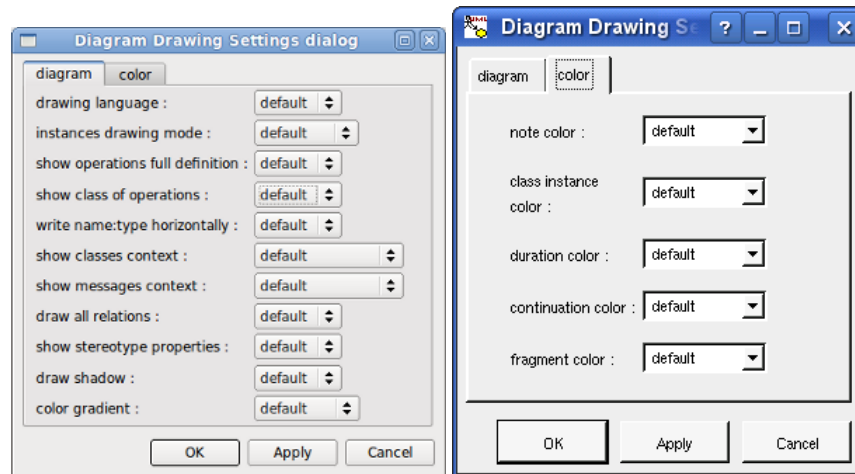 Diagram Drawing Settings dialog
diagram color
drawing language : default
instances drawing mode : default
show operations full definition : default
show class of operations : default
write name:type horizontally : default
show classes context : default
show messages context : default
draw all relations : default
show stereotype properties : default
draw shadow : default
color gradient : default
OK Apply Cancel
Diagram Drawing
diagram color
note color : default
class instance
color : default
duration color : default
continuation color : default
fragment color : default
OK Apply Cancel